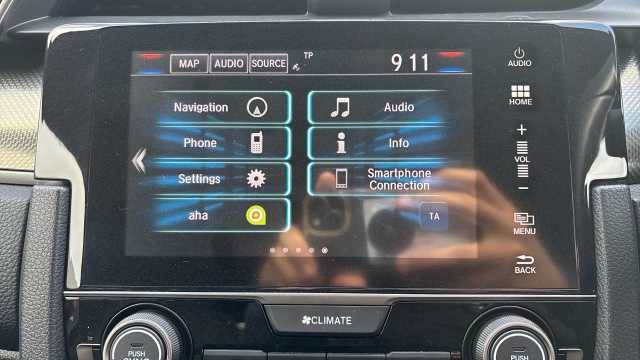 MAP AUDIO SOURCE TP 9 11
Navigation Audio
Phone Info
Settings Smartphone
Connection
aha TA
AUDIO
HOME
+
VOL
−
MENU
BACK
CLIMATE
PUSH
SYNC
PUSH